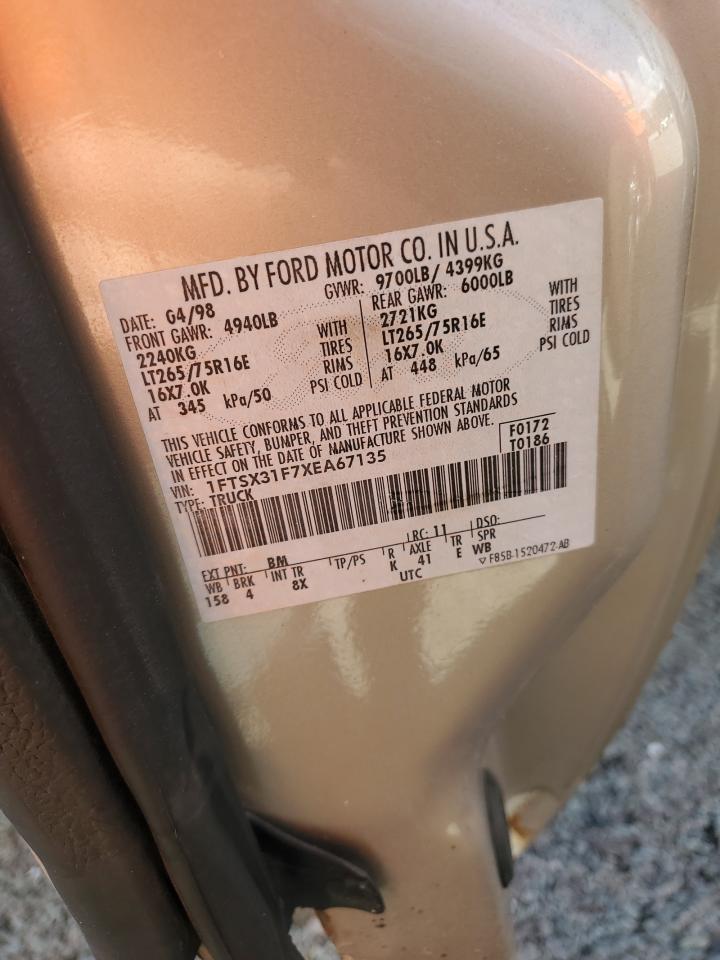 MFD. BY FORD MOTOR CO. IN U.S.A.
DATE: 04/98
GVWR: 9700LB/ 4399KG
FRONT GAWR: 4940LB
2240KG
LT265/75R16E
16X7.0K
AT 345 kPa/50
WITH
TIRES
RIMS
PSI COLD
REAR GAWR: 6000LB
2721KG
LT265/75R16E
16X7.0K
AT 448 kPa/65
WITH
TIRES
RIMS
PSI COLD
THIS VEHICLE CONFORMS TO ALL APPLICABLE FEDERAL MOTOR
VEHICLE SAFETY, BUMPER, AND THEFT PREVENTION STANDARDS
IN EFFECT ON THE DATE OF MANUFACTURE SHOWN ABOVE.
VIN: 1FTSX31F7XEA67135
F0172
T0186
TYPE: TRUCK
EXT PNT: BM
LRC: 11
DSO:
WB BRK INT TR TP/PS R AXLE TR SPR
158 4 8X K 41 E WB
UTC
▽F85B-1520472-AB